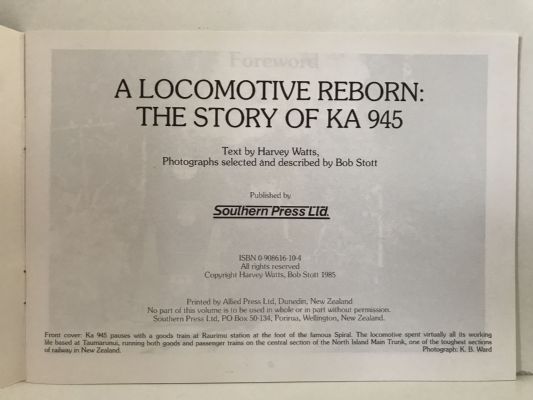 Foreword
A LOCOMOTIVE REBORN:
THE STORY OF KA 945
Text by Harvey Watts,
Photographs selected and described by Bob Stott
Published by
Southern Press Ltd.
ISBN 0-908616-10-4
All rights reserved
Copyright Harvey Watts, Bob Stott 1985
Printed by Allied Press Ltd, Dunedin, New Zealand
No part of this volume is to be used in whole or in part without permission.
Southern Press Ltd, PO Box 50-134, Porirua, Wellington, New Zealand.
Front cover: Ka 945 pauses with a goods train at Raurimu station at the foot of the famous Spiral. The locomotive spent virtually all its working
life based at Taumarunui, running both goods and passenger trains on the central section of the North Island Main Trunk, one of the toughest sections
of railway in New Zealand. Photograph: K. B. Ward